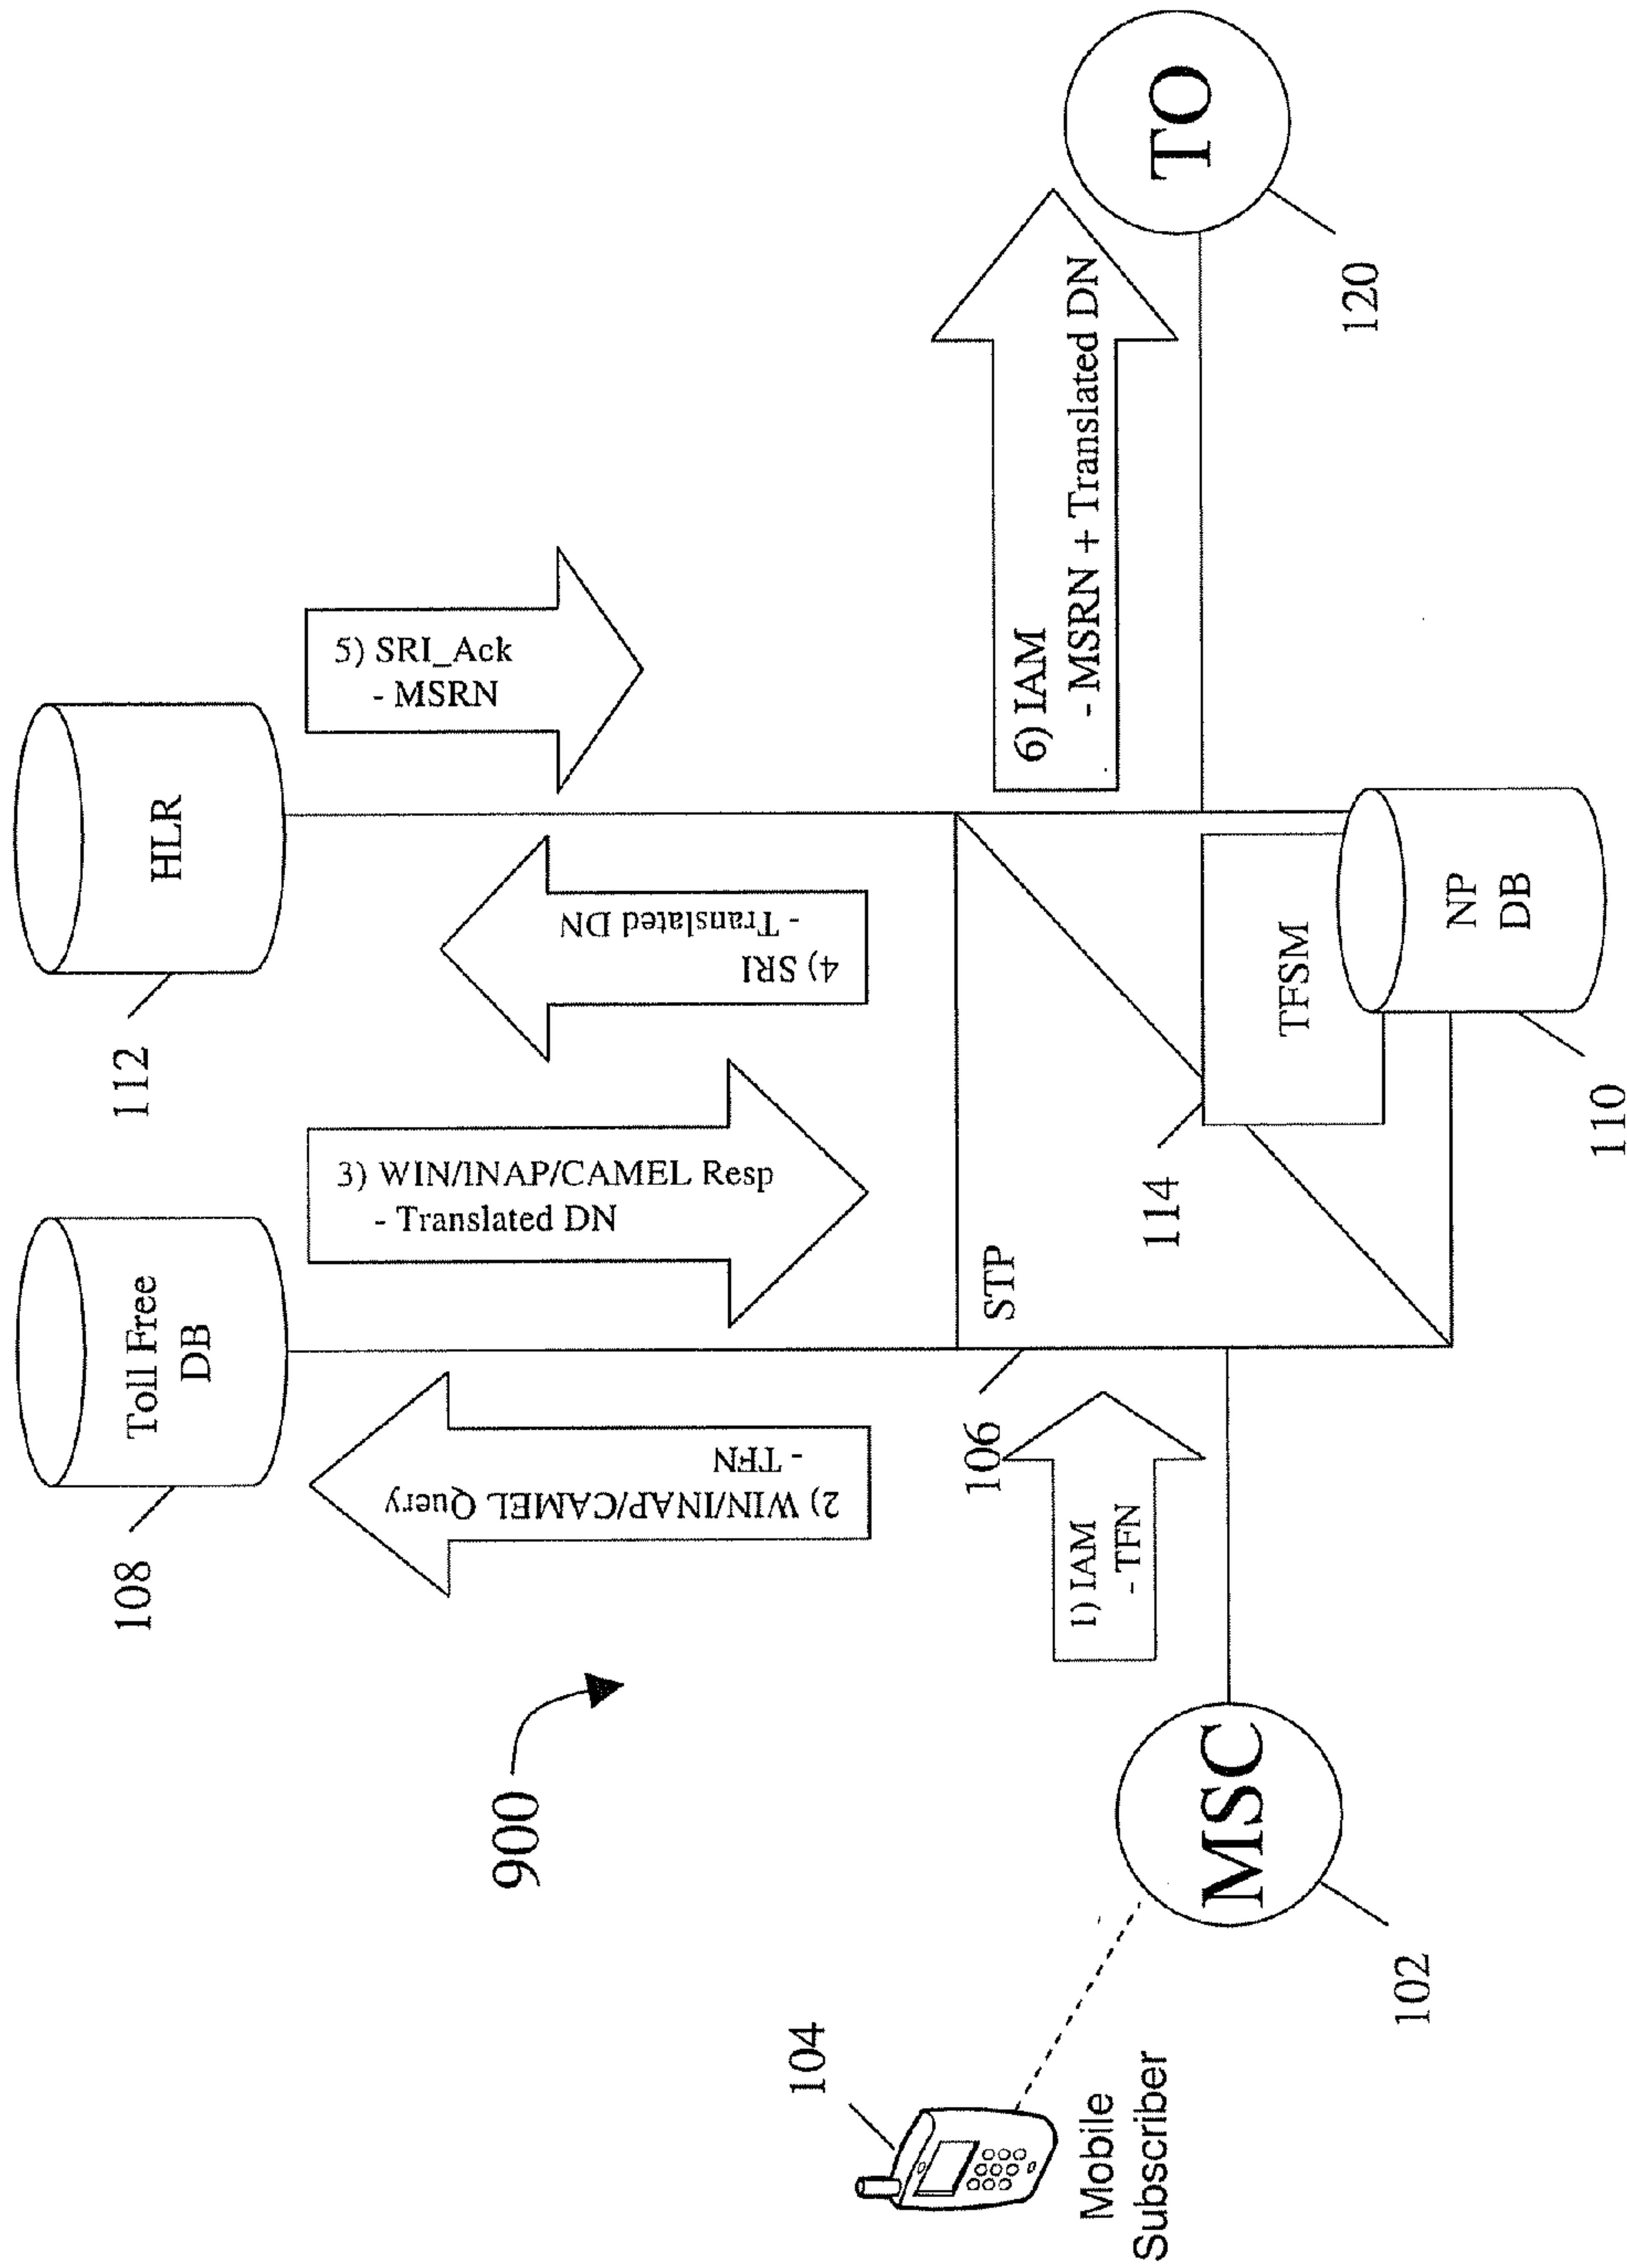 900
108
Toll Free
DB
112
HLR
2) WIN/INAP/CAMEL Query
- TFN
3) WIN/INAP/CAMEL Resp
- Translated DN
4) SRI
- Translated DN
5) SRI_Ack
- MSRN
104
Mobile
Subscriber
MSC
102
1) IAM
- TFN
106
STP
114
TFSM
NP
DB
110
6) IAM
- MSRN + Translated DN
TO
120